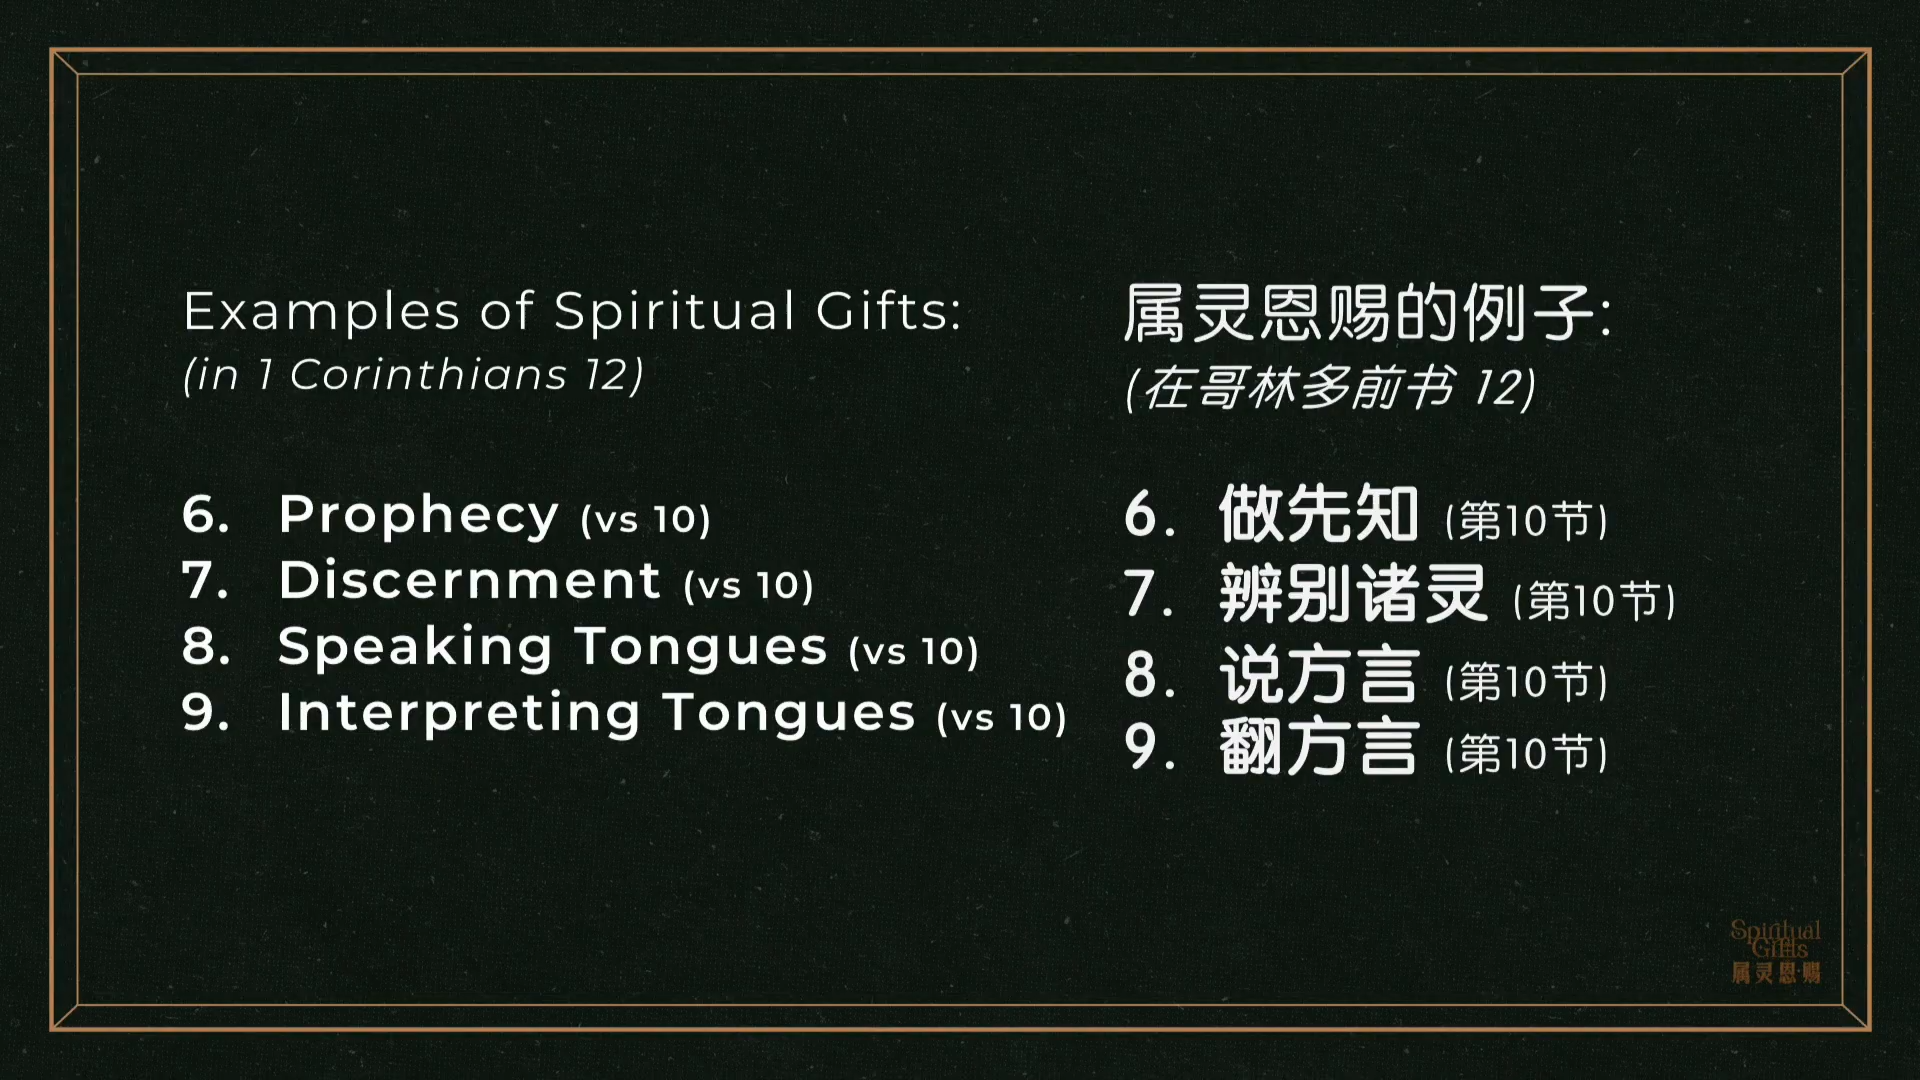 Examples of Spiritual Gifts:
(in 1 Corinthians 12)
6. Prophecy (vs 10)
7. Discernment (vs 10)
8. Speaking Tongues (vs 10)
9. Interpreting Tongues (vs 10)
属灵恩赐的例子:
(在哥林多前书 12)
6. 做先知 (第10节)
7. 辨别诸灵 (第10节)
8. 说方言 (第10节)
9. 翻方言 (第10节)
Spiritual
Gifts
属灵恩赐